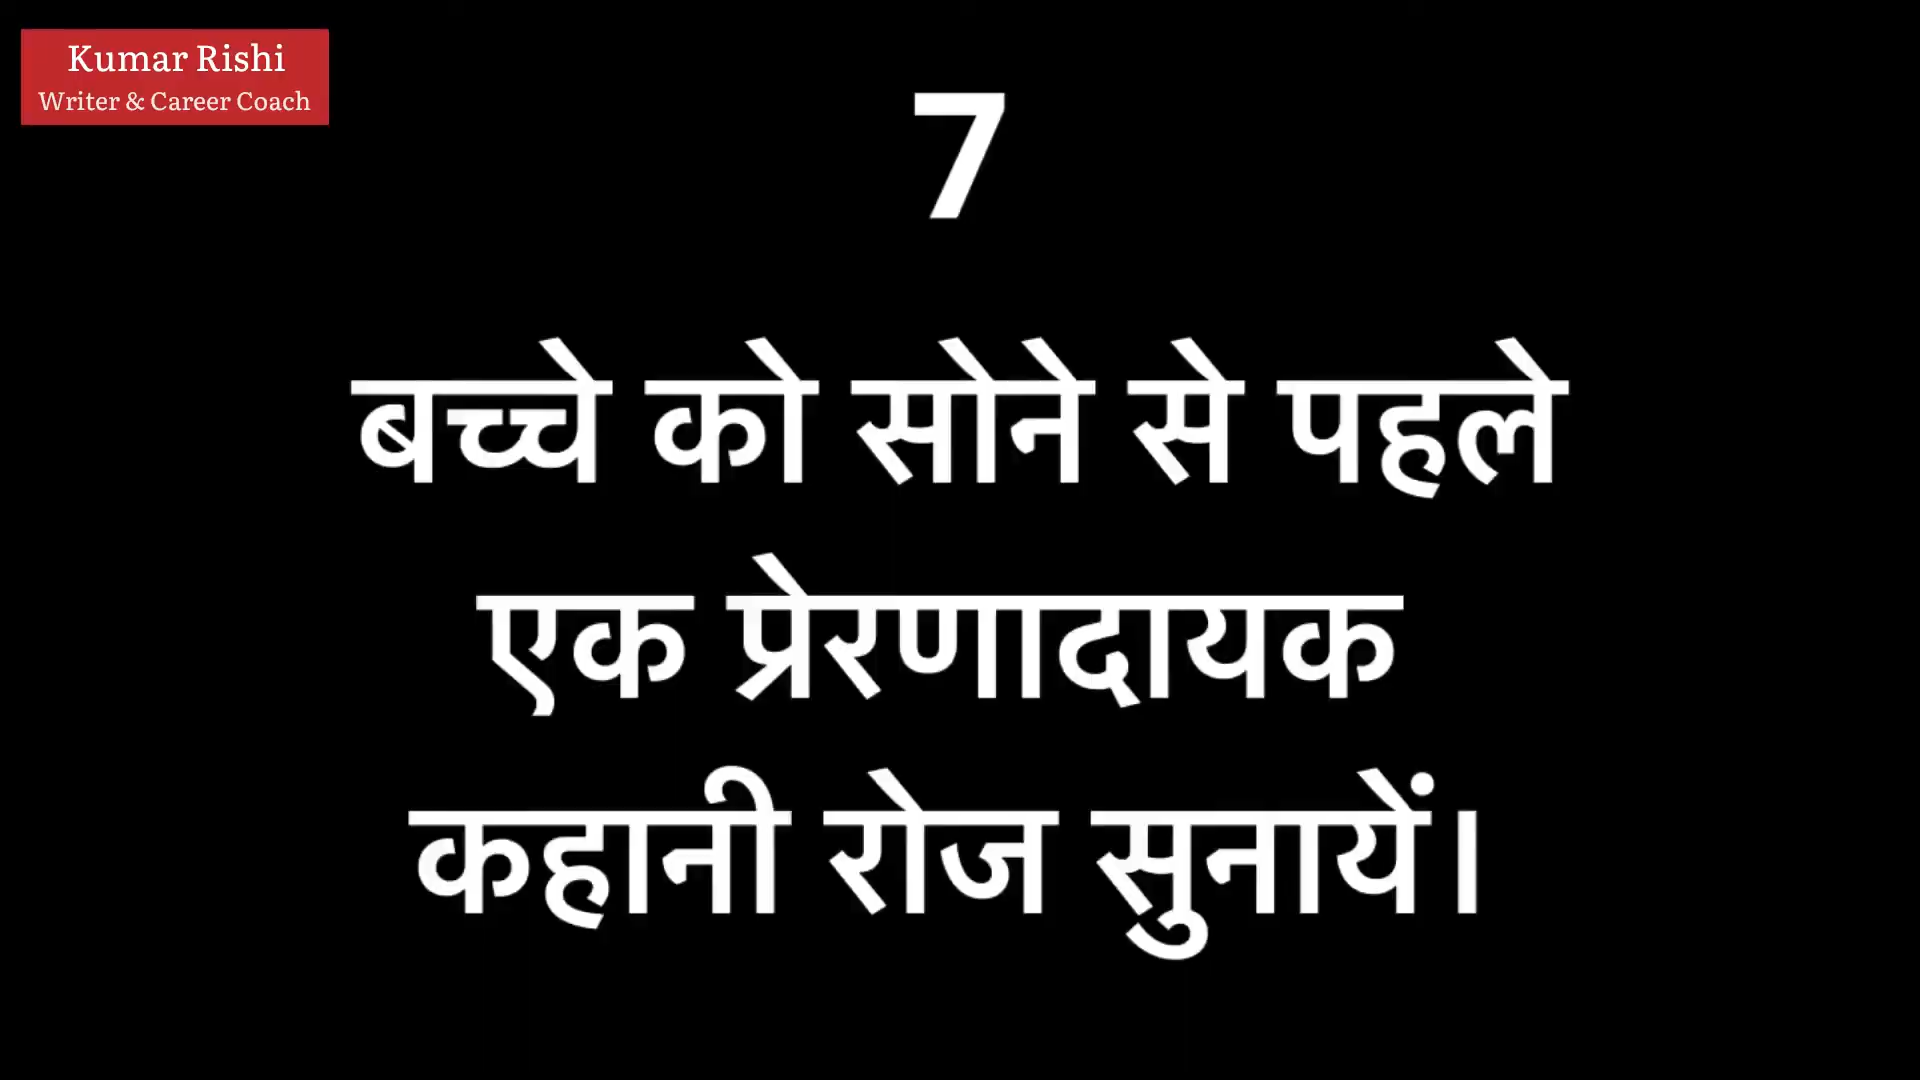 Kumar Rishi
Writer & Career Coach
7
बच्चे को सोने से पहले
एक प्रेरणादायक
कहानी रोज सुनायें।